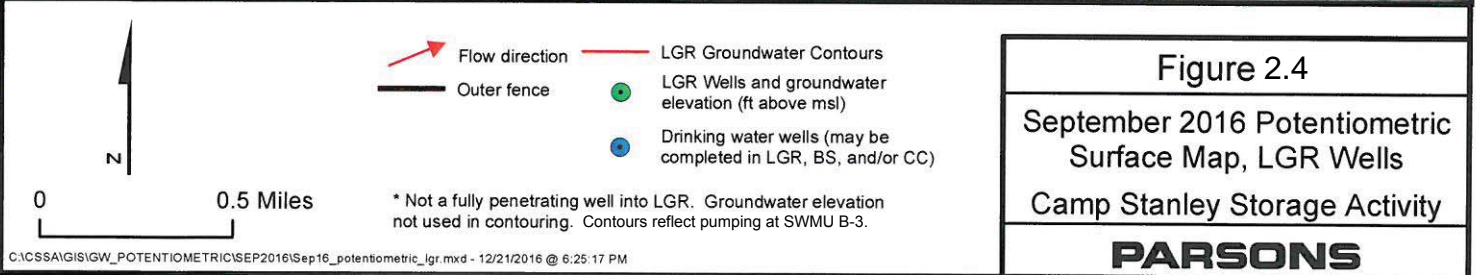 N
0 0.5 Miles
Flow direction
Outer fence
LGR Groundwater Contours
LGR Wells and groundwater
elevation (ft above msl)
Drinking water wells (may be
completed in LGR, BS, and/or CC)
* Not a fully penetrating well into LGR. Groundwater elevation
not used in contouring. Contours reflect pumping at SWMU B-3.
C:\CSSA\GIS\GW_POTENTIOMETRIC\SEP2016\Sep16_potentiometric_lgr.mxd - 12/21/2016 @ 6:25:17 PM
Figure 2.4
September 2016 Potentiometric
Surface Map, LGR Wells
Camp Stanley Storage Activity
PARSONS